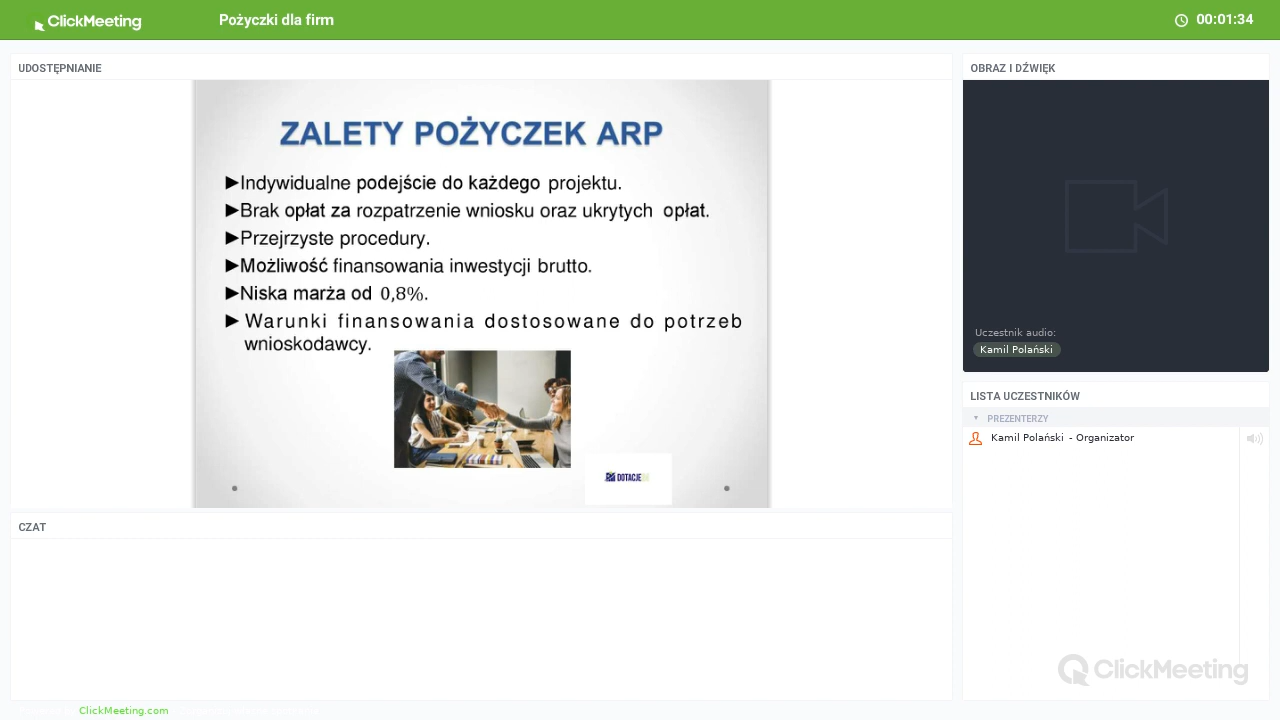 ClickMeeting
Pożyczki dla firm
00:01:34
UDOSTĘPNIANIE
ZALETY POŻYCZEK ARP
►Indywidualne podejście do każdego projektu.
►Brak opłat za rozpatrzenie wniosku oraz ukrytych opłat.
►Przejrzyste procedury.
►Możliwość finansowania inwestycji brutto.
►Niska marża od 0,8%.
► Warunki finansowania dostosowane do potrzeb
wnioskodawcy.
DOTACJE
CZAT
ClickMeeting.com
OBRAZ I DŹWIĘK
Uczestnik audio:
Kamil Polański
LISTA UCZESTNIKÓW
PREZENTERZY
Kamil Polański - Organizator
ClickMeeting